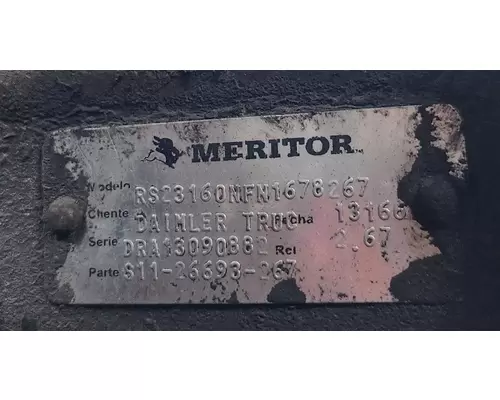 MERITOR
Modelo RS23160NFN1678267
Cliente DAIMLER TRUC Fecha 13166
Serie DRA13090882 Rel 2.67
Parte S11-26693-267